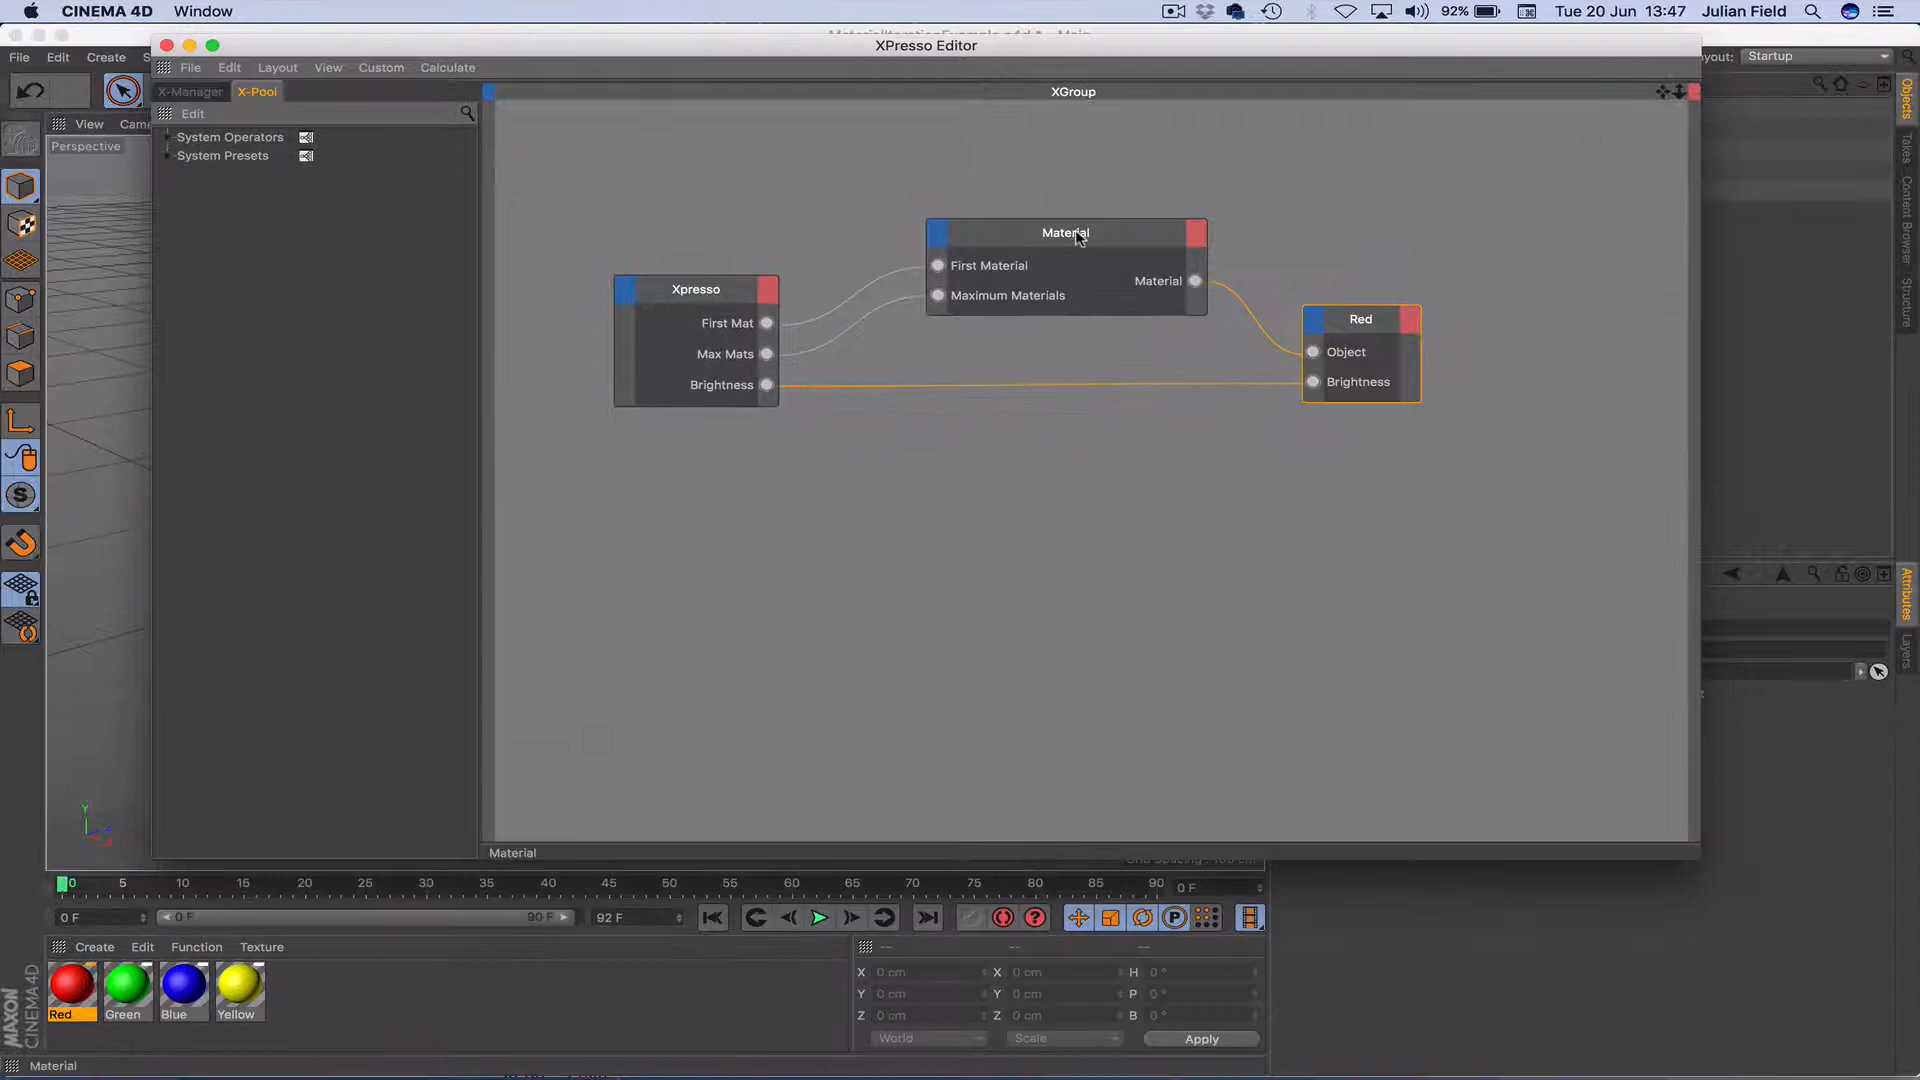 CINEMA 4D Window 92% Tue 20 Jun 13:47 Julian Field
XPresso Editor
File Edit Create
File Edit Layout View Custom Calculate
Startup
X-Manager X-Pool
XGroup
Edit
View Came
Perspective
System Operators
System Presets
Material
First Material
Maximum Materials
Material
Xpresso
First Mat
Max Mats
Brightness
Red
Object
Brightness
Objects
Takes
Content Browser
Structure
Attributes
Layers
Y
Z
X
Material
0 5 10 15 20 25 30 35 40 45 50 55 60 65 70 75 80 85 90 0 F
0 F 0 F 90 F 92 F
Create Edit Function Texture
-- -- --
X 0 cm X 0 cm H 0 °
Y 0 cm Y 0 cm P 0 °
Z 0 cm Z 0 cm B 0 °
World Scale Apply
Red Green Blue Yellow
MAXON
CINEMA4D
Material